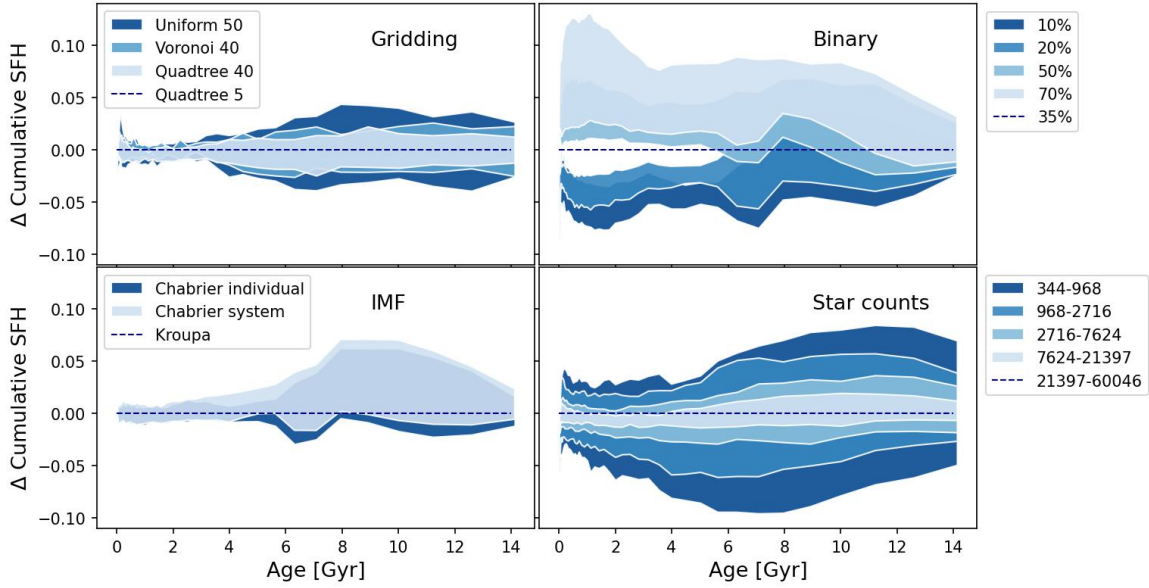 Gridding
Uniform 50
Voronoi 40
Quadtree 40
Quadtree 5
Δ Cumulative SFH
0.10
0.05
0.00
−0.05
−0.10
Binary
10%
20%
50%
70%
35%
IMF
Chabrier individual
Chabrier system
Kroupa
Δ Cumulative SFH
0.10
0.05
0.00
−0.05
−0.10
0 2 4 6 8 10 12 14
Age [Gyr]
Star counts
344-968
968-2716
2716-7624
7624-21397
21397-60046
0 2 4 6 8 10 12 14
Age [Gyr]